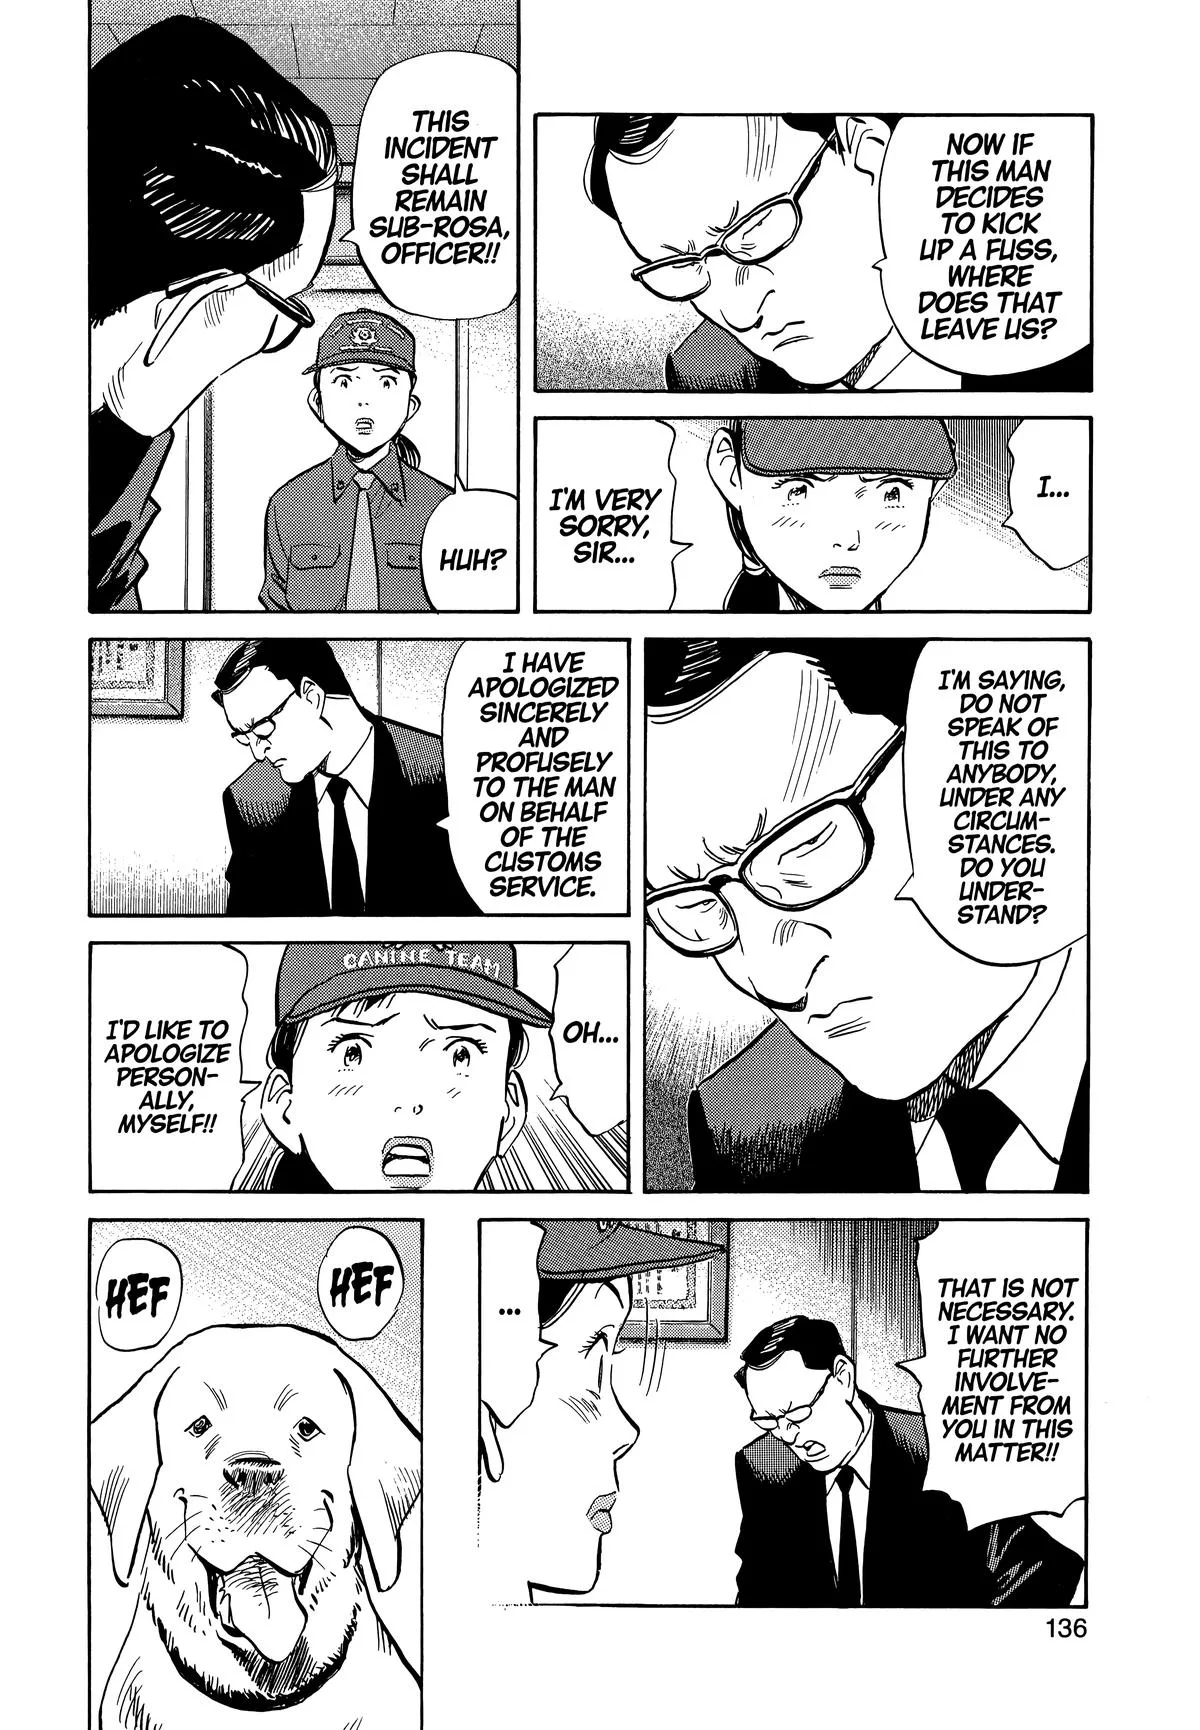 NOW IF
THIS MAN
DECIDES
TO KICK
UP A FUSS,
WHERE
DOES THAT
LEAVE US?
I...
I'M VERY
SORRY,
SIR...
THIS
INCIDENT
SHALL
REMAIN
SUB-ROSA,
OFFICER!!
HUH?
I'M SAYING,
DO NOT
SPEAK OF
THIS TO
ANYBODY,
UNDER ANY
CIRCUM-
STANCES.
DO YOU
UNDER-
STAND?
I HAVE
APOLOGIZED
SINCERELY
AND
PROFUSELY
TO THE MAN
ON BEHALF
OF THE
CUSTOMS
SERVICE.
CANINE TEAM
OH...
I'D LIKE TO
APOLOGIZE
PERSON-
ALLY,
MYSELF!!
THAT IS NOT
NECESSARY.
I WANT NO
FURTHER
INVOLVE-
MENT FROM
YOU IN THIS
MATTER!!
...
HEF
HEF
136